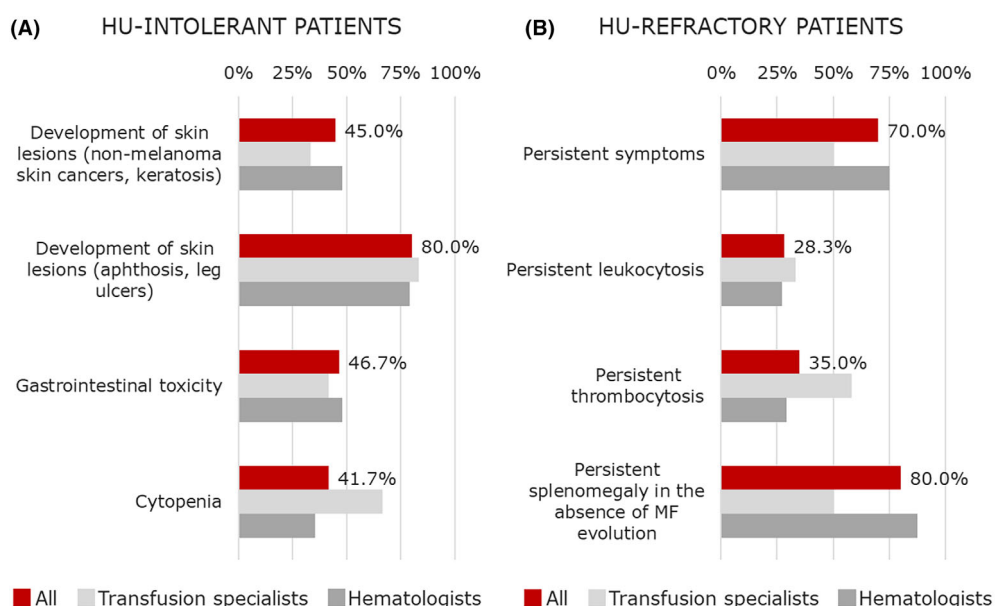 (A) HU-INTOLERANT PATIENTS
0% 25% 50% 75% 100%
Development of skin
lesions (non-melanoma
skin cancers, keratosis)
45.0%
Development of skin
lesions (aphthosis, leg
ulcers)
80.0%
Gastrointestinal toxicity
46.7%
Cytopenia
41.7%
All Transfusion specialists Hematologists
(B) HU-REFRACTORY PATIENTS
0% 25% 50% 75% 100%
Persistent symptoms
70.0%
Persistent leukocytosis
28.3%
Persistent
thrombocytosis
35.0%
Persistent
splenomegaly in the
absence of MF
evolution
80.0%
All Transfusion specialists Hematologists